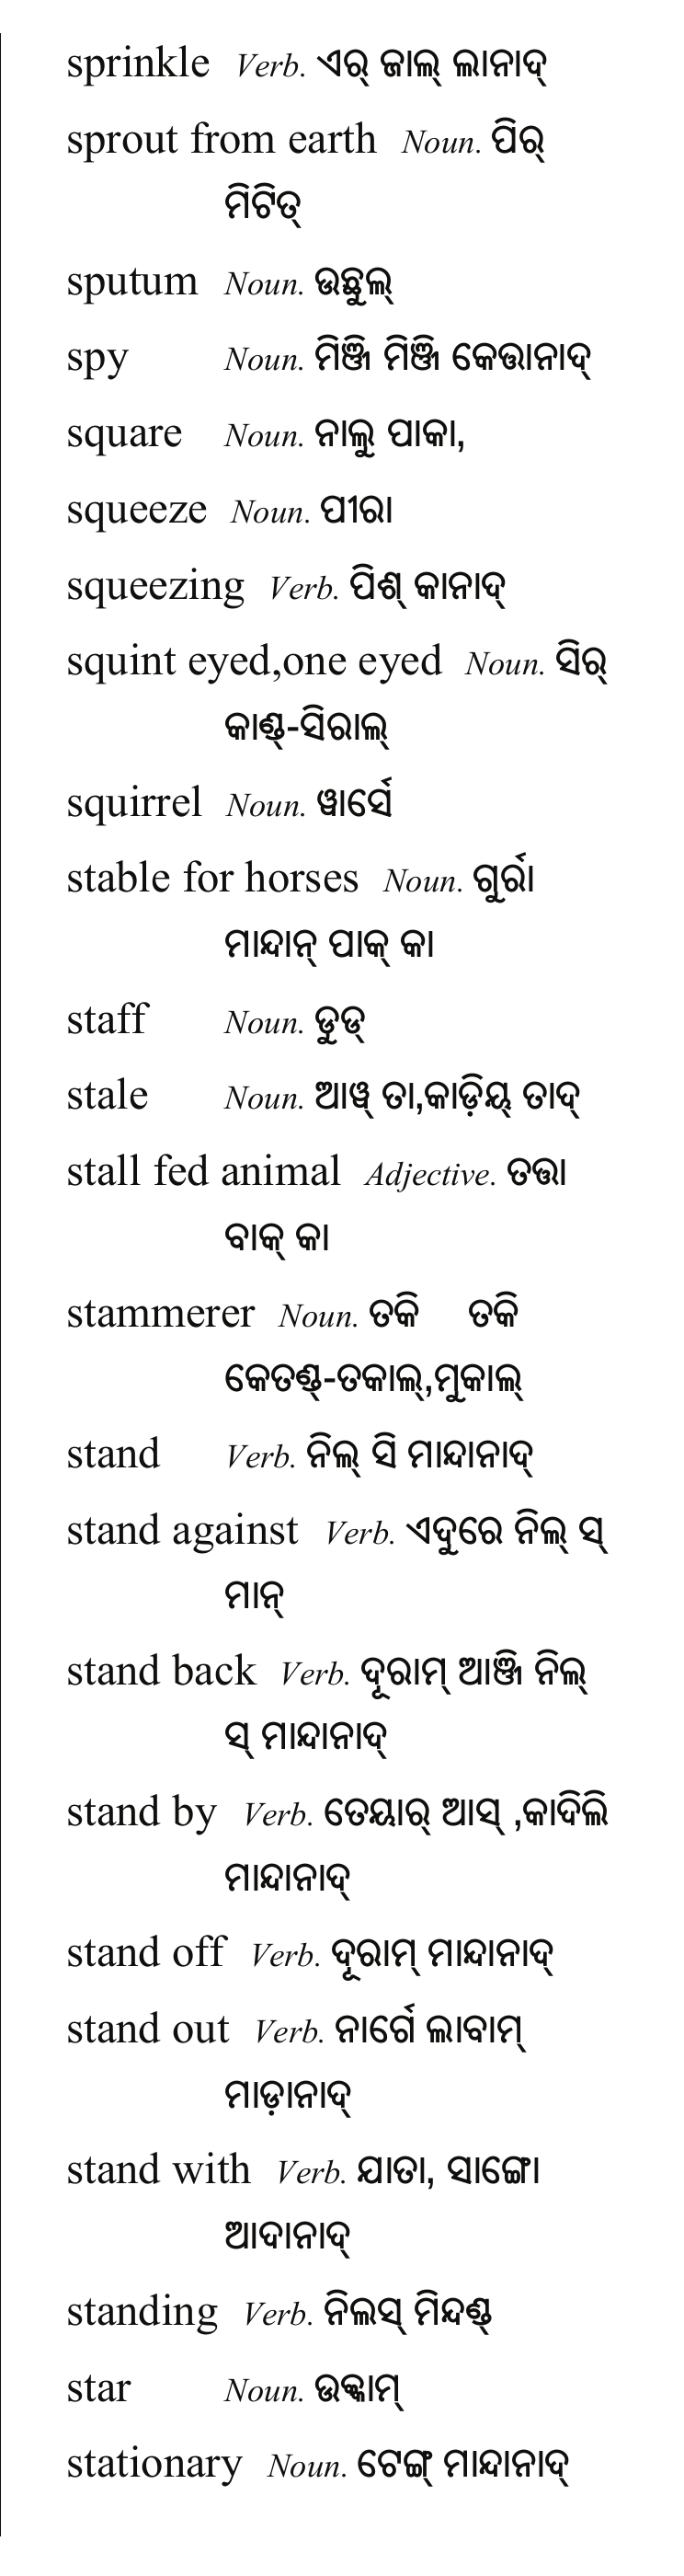 sprinkle Verb. ଏର୍ ଜାଲ୍ ଲାନାଦ୍
sprout from earth Noun. ପିର୍
ମିଟିତ୍
sputum Noun. ଉଛୁଲ୍
spy Noun. ମିଞ୍ଜି ମିଞ୍ଜି କେତ୍ତାନାଦ୍
square Noun. ନାଲୁ ପାକା,
squeeze Noun. ପୀରା
squeezing Verb. ପିଶ୍ କାନାଦ୍
squint eyed,one eyed Noun. ସିର୍
କାଣ୍ଡ୍-ସିରାଲ୍
squirrel Noun. ୱାର୍ସେ
stable for horses Noun. ଗୁର୍ରା
ମାନ୍ଦାନ୍ ପାକ୍ କା
staff Noun. ଡୁଡ୍
stale Noun. ଆୱ୍ ତା,କାଡ଼ିୟ୍ ତାଦ୍
stall fed animal Adjective. ତତ୍ତା
ବାକ୍ କା
stammerer Noun. ତକି ତକି
କେତଣ୍ଡ୍-ତକାଲ୍,ମୁକାଲ୍
stand Verb. ନିଲ୍ ସି ମାନ୍ଦାନାଦ୍
stand against Verb. ଏଦୁରେ ନିଲ୍ ସ୍
ମାନ୍
stand back Verb. ଦୂରାମ୍ ଆଞ୍ଜି ନିଲ୍
ସ୍ ମାନ୍ଦାନାଦ୍
stand by Verb. ତେୟାର୍ ଆସ୍ ,କାଦିଲି
ମାନ୍ଦାନାଦ୍
stand off Verb. ଦୂରାମ୍ ମାନ୍ଦାନାଦ୍
stand out Verb. ନାର୍ଗେ ଲାବାମ୍
ମାଡ଼ାନାଦ୍
stand with Verb. ଯାତା, ସାଙ୍ଗୋ
ଆଦାନାଦ୍
standing Verb. ନିଲସ୍ ମିନ୍ଦଣ୍ଡ୍
star Noun. ଉକ୍କାମ୍
stationary Noun. ଟେଙ୍ଗ୍ ମାନ୍ଦାନାଦ୍